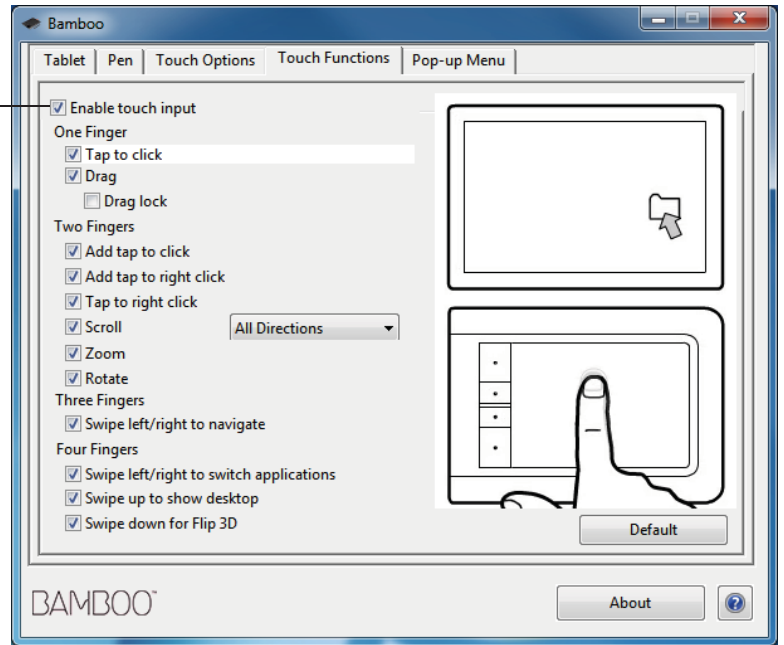 Bamboo
Tablet Pen Touch Options Touch Functions Pop-up Menu
Enable touch input
One Finger
Tap to click
Drag
Drag lock
Two Fingers
Add tap to click
Add tap to right click
Tap to right click
Scroll All Directions
Zoom
Rotate
Three Fingers
Swipe left/right to navigate
Four Fingers
Swipe left/right to switch applications
Swipe up to show desktop
Swipe down for Flip 3D
Default
BAMBOO™ About ?